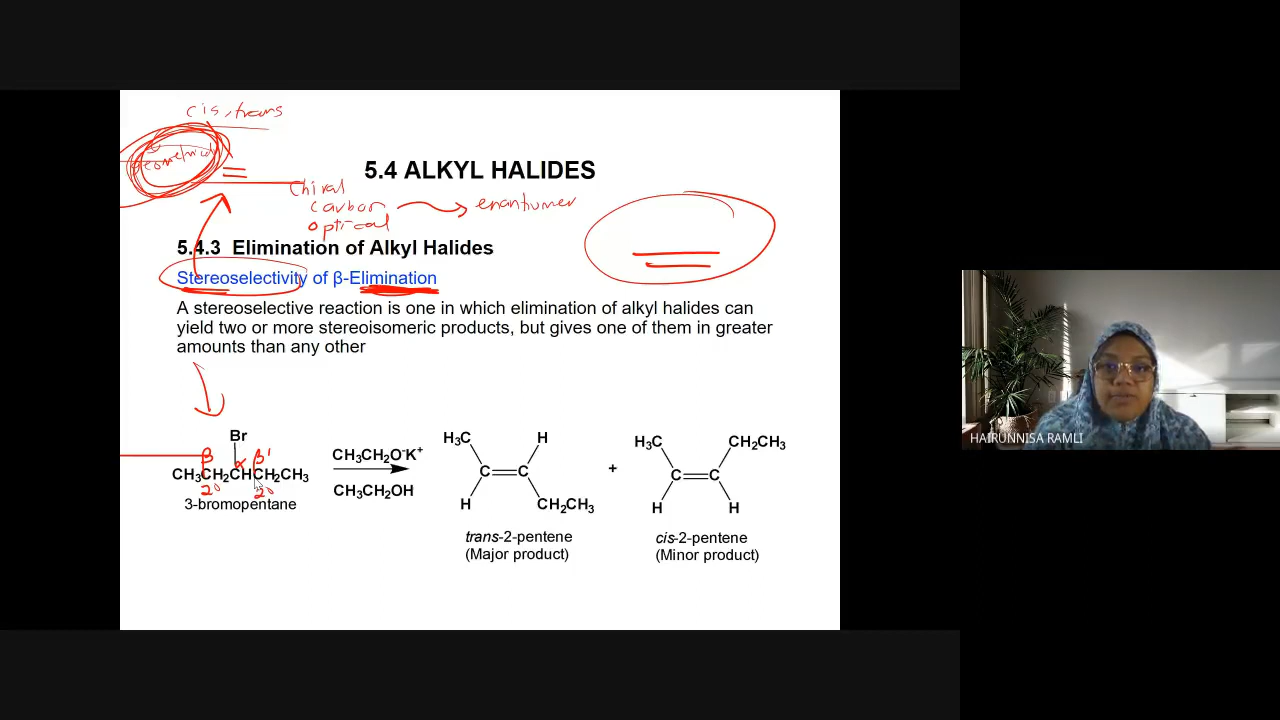 cis, trans
geometrical
5.4 ALKYL HALIDES
Chiral
carbon
enantiomer
optical
5.4.3 Elimination of Alkyl Halides
Stereoselectivity of β-Elimination
A stereoselective reaction is one in which elimination of alkyl halides can
yield two or more stereoisomeric products, but gives one of them in greater
amounts than any other
Br
β α β'
CH3CH2CHCH2CH3
2° 2°
3-bromopentane
CH3CH2O-K+
CH3CH2OH
H3C H
C C
H CH2CH3
trans-2-pentene
(Major product)
+
H3C CH2CH3
C C
H H
cis-2-pentene
(Minor product)
HAIRUNNISA RAMLI